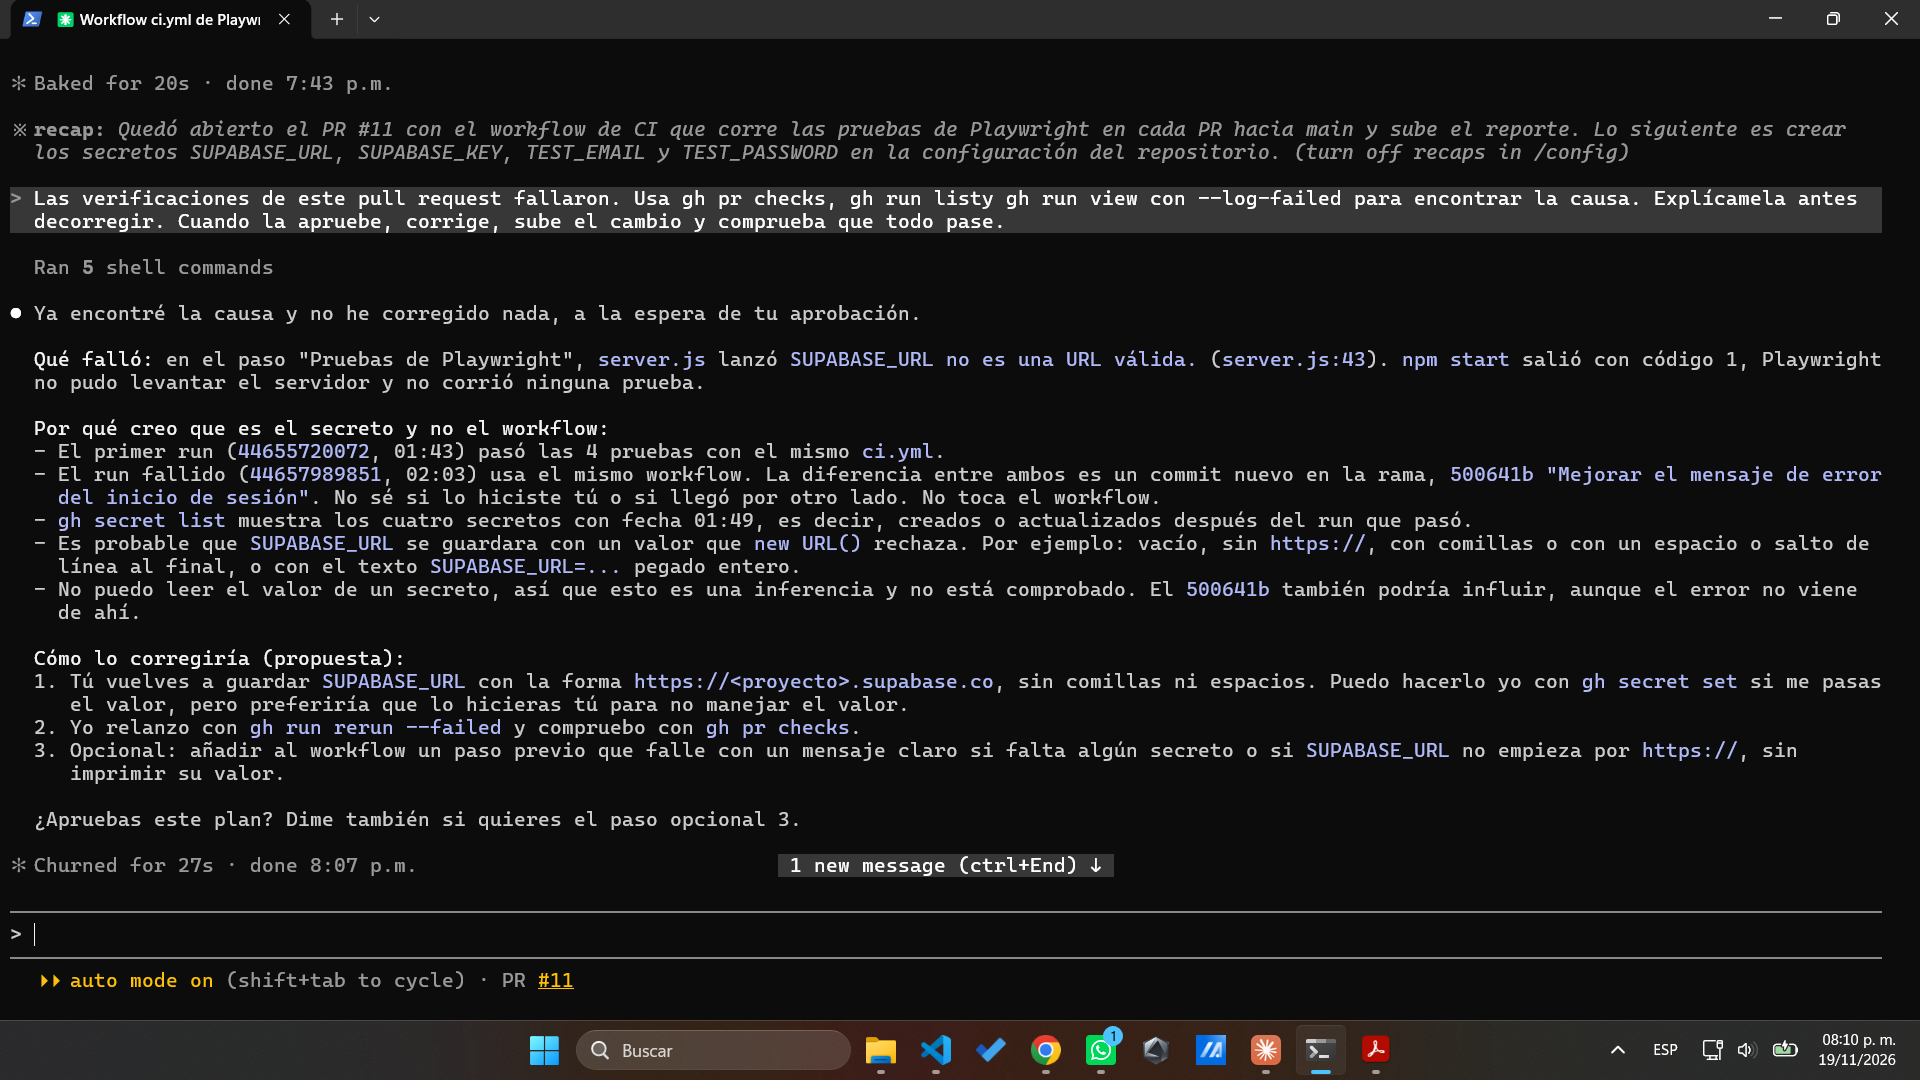 Workflow ci.yml de Playwr
✻ Baked for 20s · done 7:43 p.m.
※ recap: Quedó abierto el PR #11 con el workflow de CI que corre las pruebas de Playwright en cada PR hacia main y sube el reporte. Lo siguiente es crear
los secretos SUPABASE_URL, SUPABASE_KEY, TEST_EMAIL y TEST_PASSWORD en la configuración del repositorio. (turn off recaps in /config)
> Las verificaciones de este pull request fallaron. Usa gh pr checks, gh run listy gh run view con --log-failed para encontrar la causa. Explícamela antes
decorregir. Cuando la apruebe, corrige, sube el cambio y comprueba que todo pase.
Ran 5 shell commands
● Ya encontré la causa y no he corregido nada, a la espera de tu aprobación.
Qué falló: en el paso "Pruebas de Playwright", server.js lanzó SUPABASE_URL no es una URL válida. (server.js:43). npm start salió con código 1, Playwright
no pudo levantar el servidor y no corrió ninguna prueba.
Por qué creo que es el secreto y no el workflow:
- El primer run (44655720072, 01:43) pasó las 4 pruebas con el mismo ci.yml.
- El run fallido (44657989851, 02:03) usa el mismo workflow. La diferencia entre ambos es un commit nuevo en la rama, 500641b "Mejorar el mensaje de error
del inicio de sesión". No sé si lo hiciste tú o si llegó por otro lado. No toca el workflow.
- gh secret list muestra los cuatro secretos con fecha 01:49, es decir, creados o actualizados después del run que pasó.
- Es probable que SUPABASE_URL se guardara con un valor que new URL() rechaza. Por ejemplo: vacío, sin https://, con comillas o con un espacio o salto de
línea al final, o con el texto SUPABASE_URL=... pegado entero.
- No puedo leer el valor de un secreto, así que esto es una inferencia y no está comprobado. El 500641b también podría influir, aunque el error no viene
de ahí.
Cómo lo corregiría (propuesta):
1. Tú vuelves a guardar SUPABASE_URL con la forma https://<proyecto>.supabase.co, sin comillas ni espacios. Puedo hacerlo yo con gh secret set si me pasas
el valor, pero preferiría que lo hicieras tú para no manejar el valor.
2. Yo relanzo con gh run rerun --failed y compruebo con gh pr checks.
3. Opcional: añadir al workflow un paso previo que falle con un mensaje claro si falta algún secreto o si SUPABASE_URL no empieza por https://, sin
imprimir su valor.
¿Apruebas este plan? Dime también si quieres el paso opcional 3.
✻ Churned for 27s · done 8:07 p.m.
1 new message (ctrl+End) ↓
>
⏵⏵ auto mode on (shift+tab to cycle) · PR #11
Buscar
1
ESP
08:10 p. m.
19/11/2026